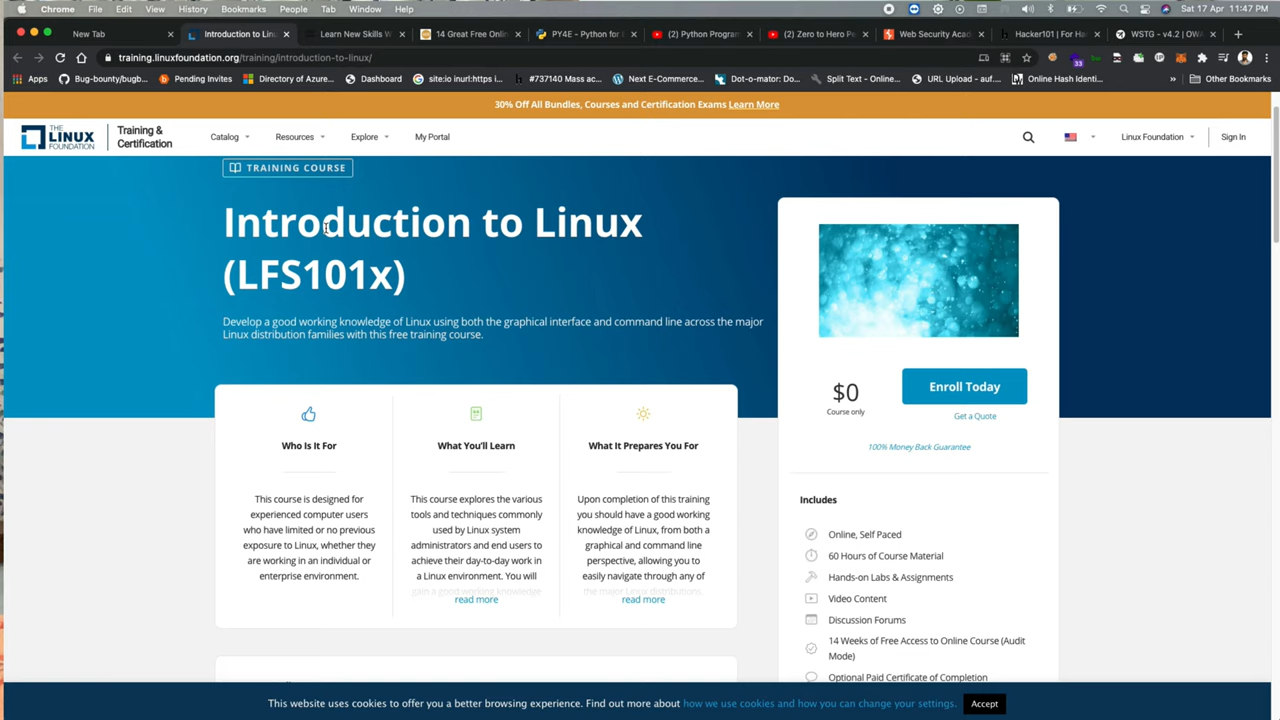 Chrome File Edit View History Bookmarks People Tab Window Help Sat 17 Apr 11:47 PM
New Tab Introduction to Linu Learn New Skills W 14 Great Free Onlin PY4E - Python for E (2) Python Program (2) Zero to Hero Pe Web Security Aca Hacker101 | For Ha WSTG - v4.2 | OWA
training.linuxfoundation.org/training/introduction-to-linux/ 33
Apps Bug-bounty/bugb... Pending Invites Directory of Azure... Dashboard site:io inurl:https i... #737140 Mass ac... Next E-Commerce... Dot-o-mator: Do... Split Text - Online... URL Upload - auf.... Online Hash Identi... » Other Bookmarks
30% Off All Bundles, Courses and Certification Exams Learn More
THE LINUX FOUNDATION Training & Certification Catalog Resources Explore My Portal Linux Foundation Sign In
TRAINING COURSE
Introduction to Linux
(LFS101x)
Develop a good working knowledge of Linux using both the graphical interface and command line across the major
Linux distribution families with this free training course.
$0
Course only
Enroll Today
Get a Quote
100% Money Back Guarantee
Who Is It For
This course is designed for
experienced computer users
who have limited or no previous
exposure to Linux, whether they
are working in an individual or
enterprise environment.
What You'll Learn
This course explores the various
tools and techniques commonly
used by Linux system
administrators and end users to
achieve their day-to-day work in
a Linux environment. You will
gain a good working knowledge
read more
What It Prepares You For
Upon completion of this training
you should have a good working
knowledge of Linux, from both a
graphical and command line
perspective, allowing you to
easily navigate through any of
the major Linux distributions,
read more
Includes
Online, Self Paced
60 Hours of Course Material
Hands-on Labs & Assignments
Video Content
Discussion Forums
14 Weeks of Free Access to Online Course (Audit
Mode)
Optional Paid Certificate of Completion
This website uses cookies to offer you a better browsing experience. Find out more about how we use cookies and how you can change your settings. Accept